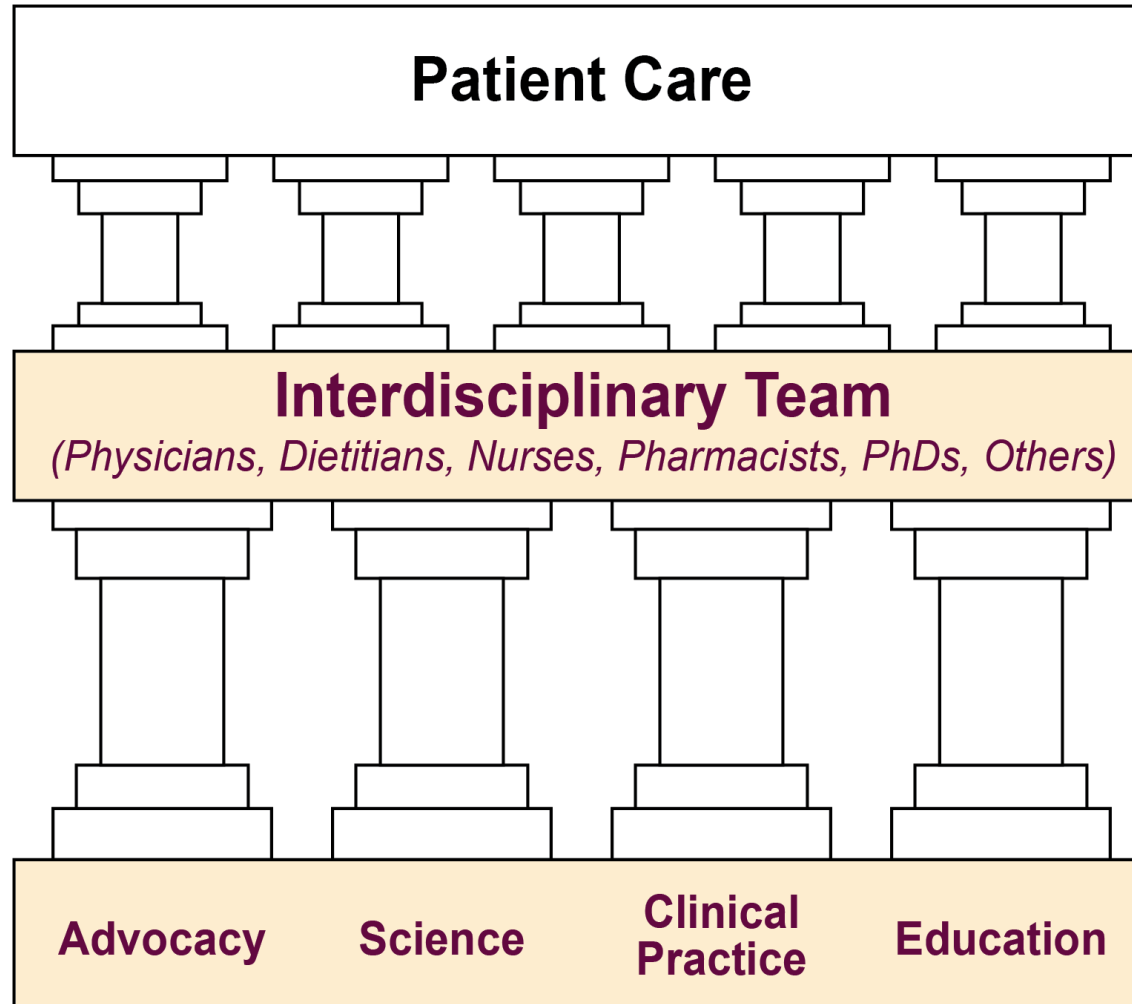 Patient Care
Interdisciplinary Team
(Physicians, Dietitians, Nurses, Pharmacists, PhDs, Others)
Advocacy
Science
Clinical
Practice
Education